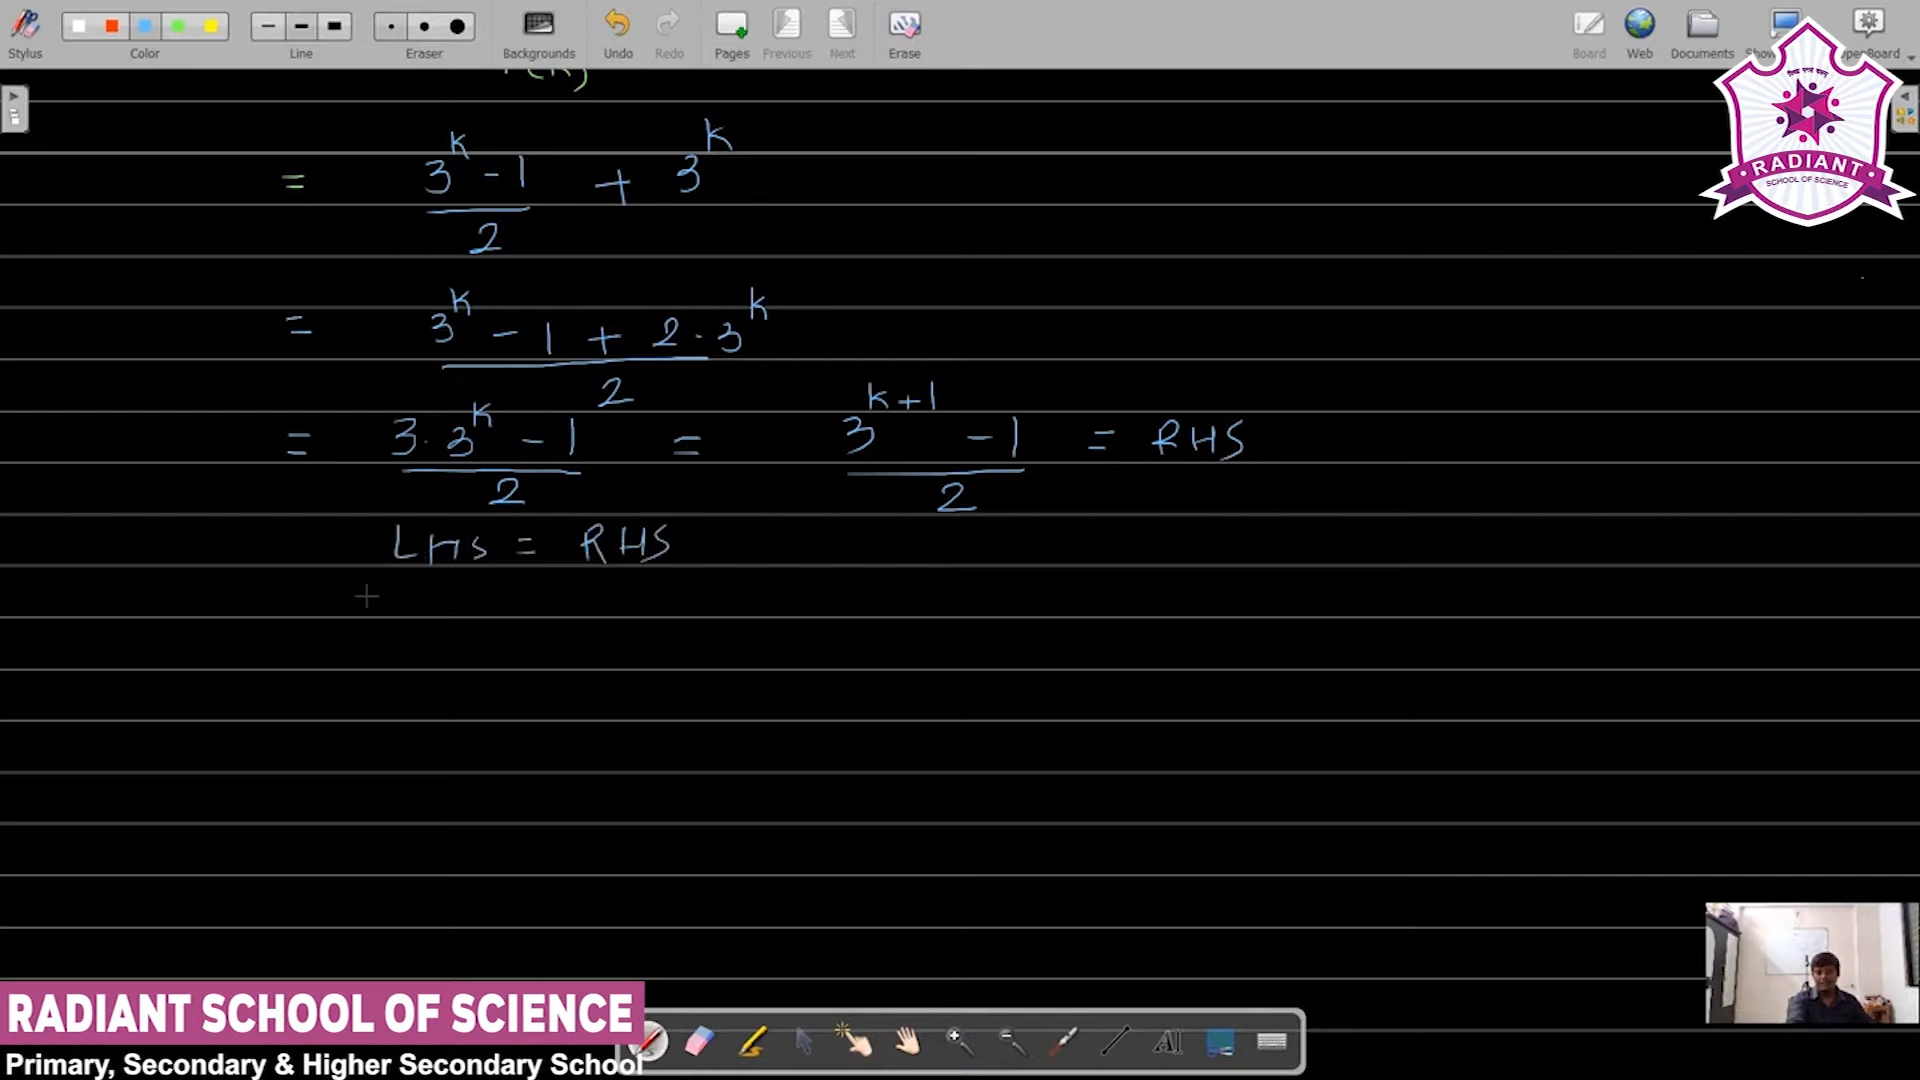 Stylus Color Line Eraser Backgrounds Undo Redo Pages Previous Next Erase Board Web Documents
P(k)
= (3^k - 1)/2 + 3^k
= (3^k - 1 + 2 · 3^k)/2
= (3 · 3^k - 1)/2 = (3^(k+1) - 1)/2 = RHS
LHS = RHS
RADIANT
SCHOOL OF SCIENCE
RADIANT SCHOOL OF SCIENCE
Primary, Secondary & Higher Secondary School